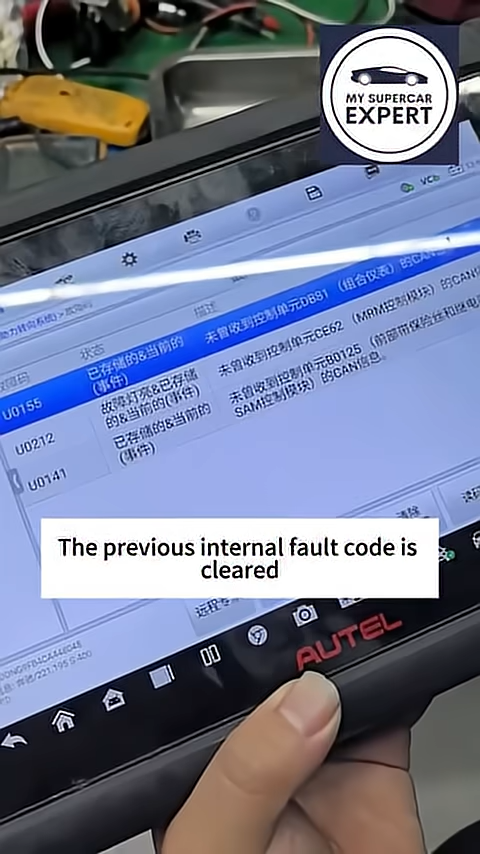 MY SUPERCAR
EXPERT
VCI
动力转向系统)
状态
描述
U0155
已存储的&当前的
(事件)
未曾收到控制单元DB81 (组合仪表) 的CAN
U0212
故障灯亮&已存储
的&当前的(事件)
未曾收到控制单元CE62 (MRM控制模块) 的CAN
U0141
已存储的&当前的
(事件)
未曾收到控制单元B0125 (前部带保险丝和继电
SAM控制模块) 的CAN信息。
The previous internal fault code is
cleared
清除
读码
远程专
奔驰/221.195 S 400
AUTEL